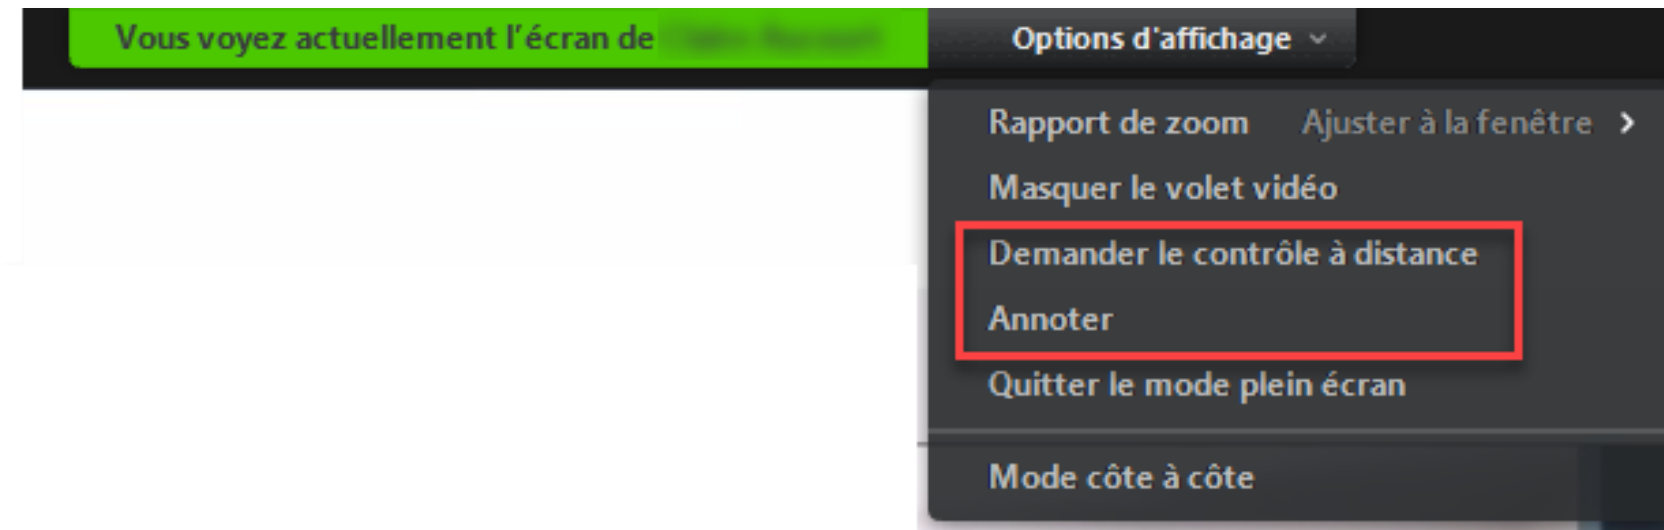 Vous voyez actuellement l'écran de
Options d'affichage
Rapport de zoom Ajuster à la fenêtre
Masquer le volet vidéo
Demander le contrôle à distance
Annoter
Quitter le mode plein écran
Mode côte à côte